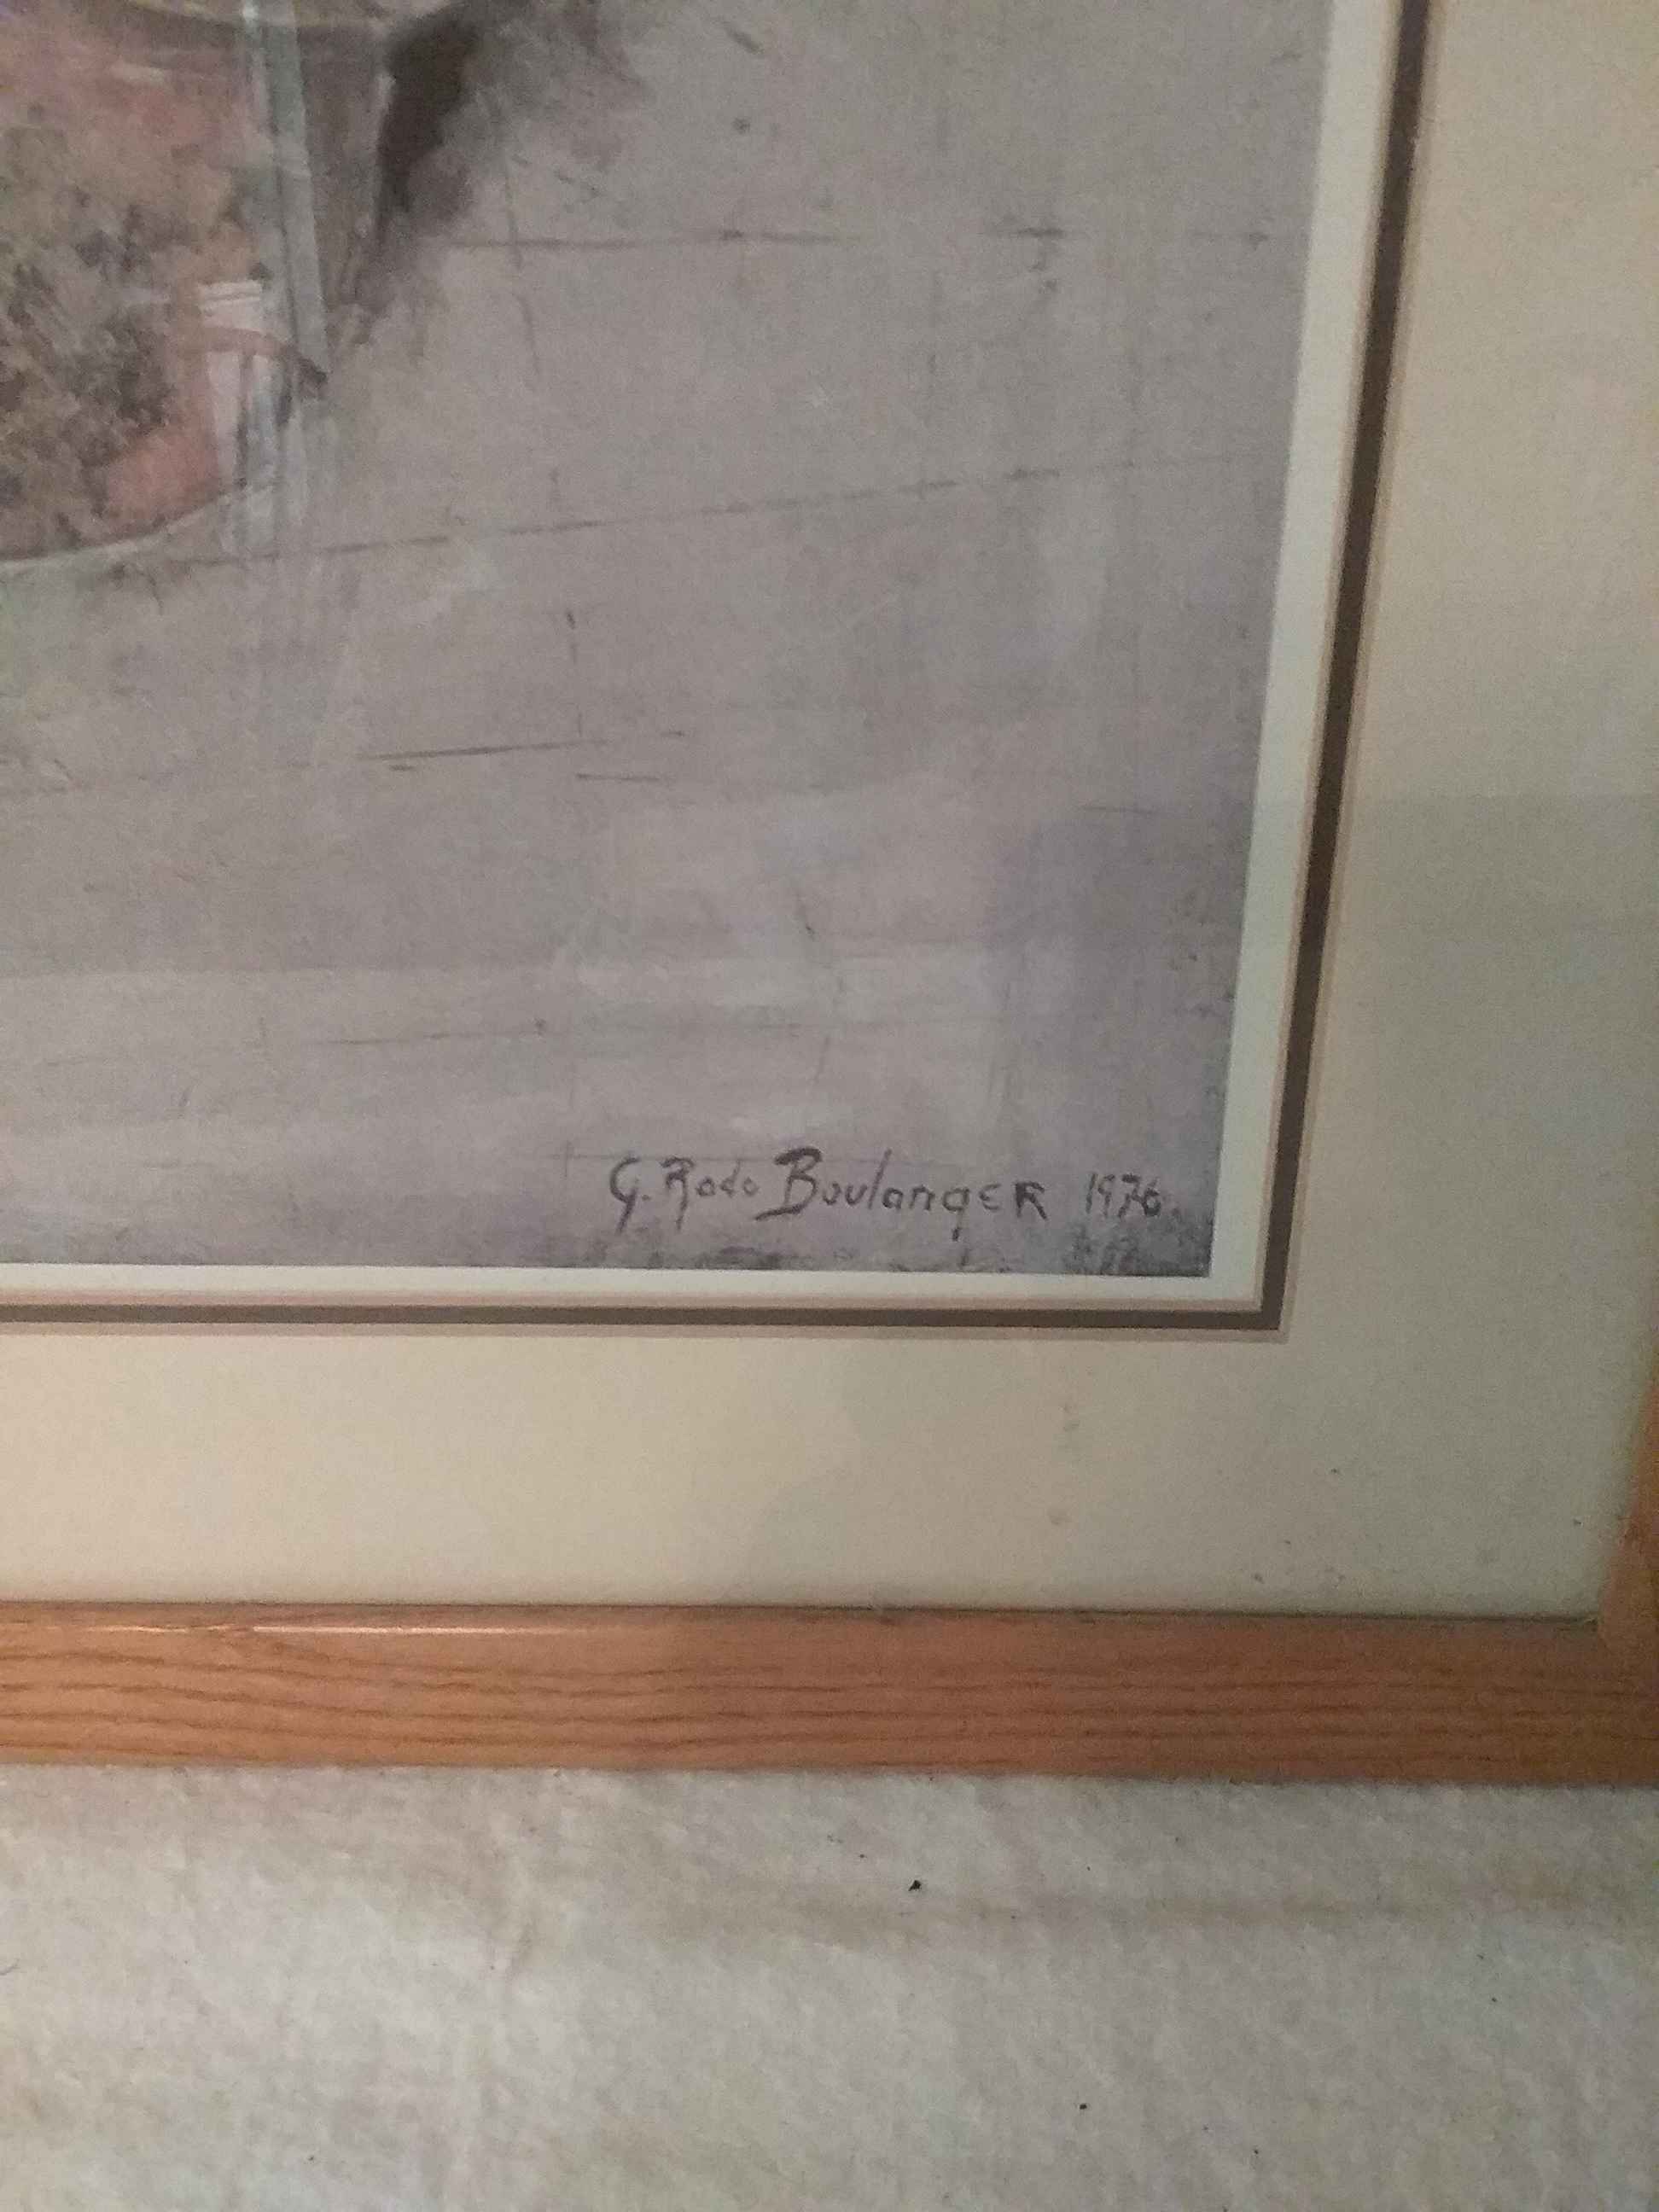 G. Rodo Boulanger 1976.